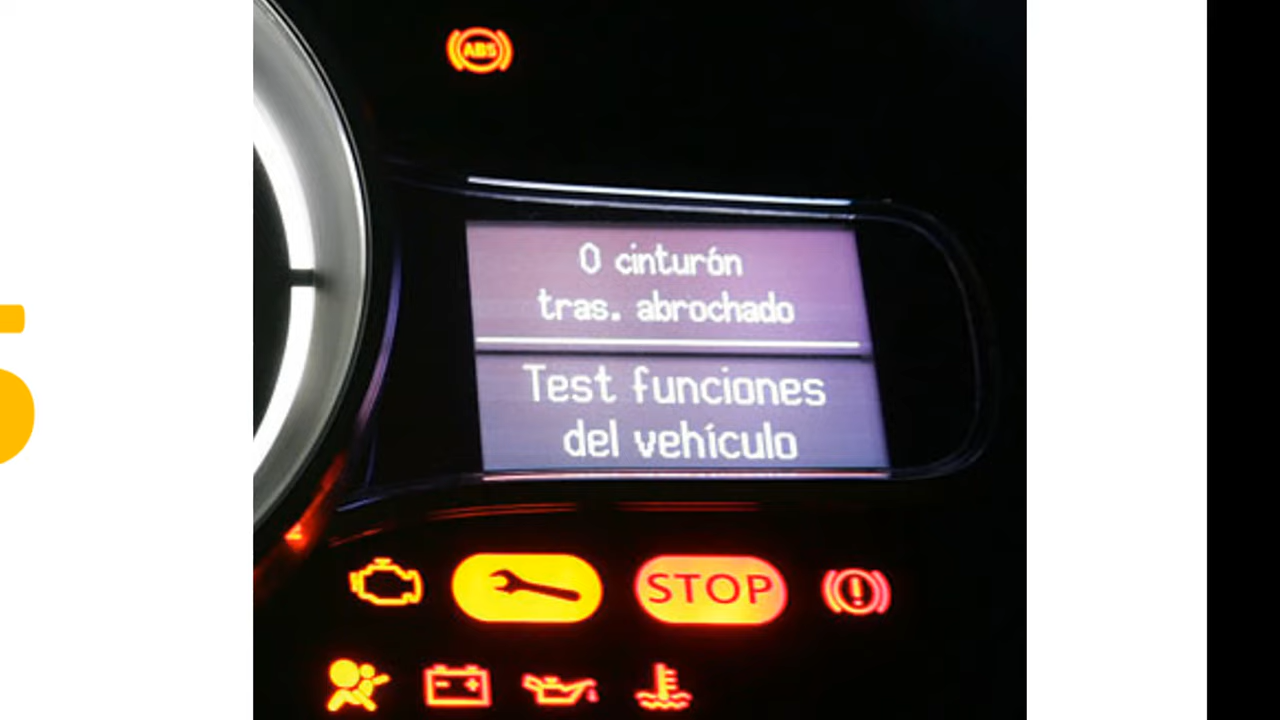 ABS
0 cinturón
tras. abrochado
Test funciones
del vehículo
STOP